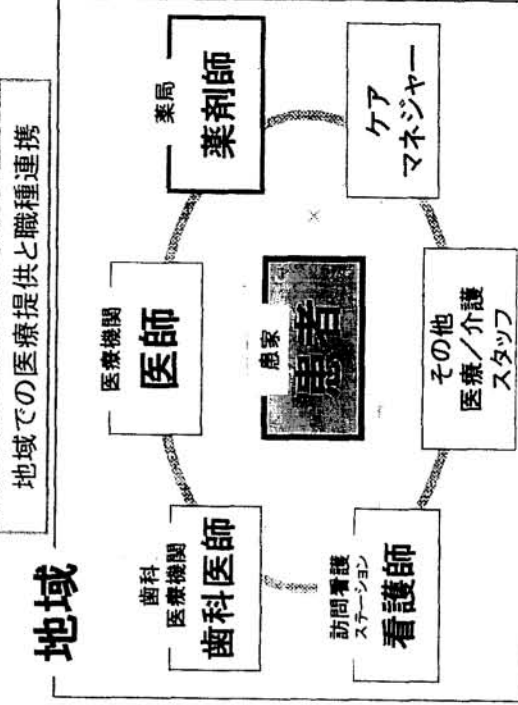 地域での医療提供と職種連携
地域
医療機関
医師
薬局
薬剤師
歯科
医療機関
歯科医師
患家
患者
ケア
マネジャー
訪問看護
ステーション
看護師
その他
医療/介護
スタッフ